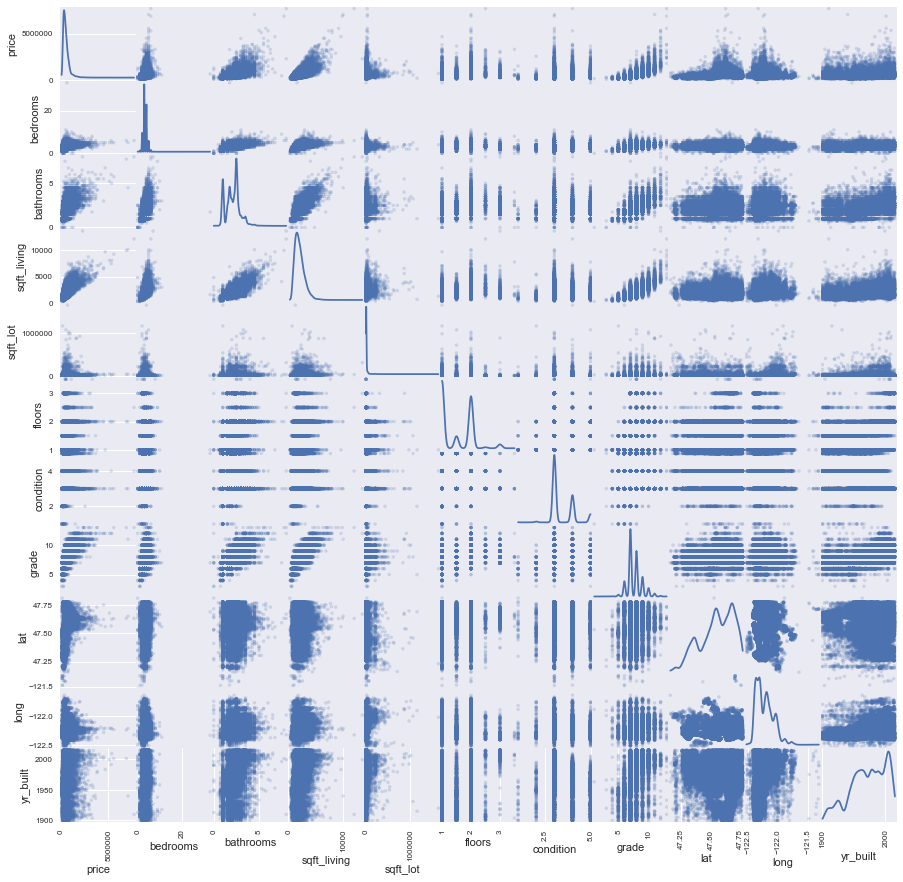 price
5000000
0
bedrooms
20
0
bathrooms
5
0
sqft_living
10000
5000
0
sqft_lot
1000000
0
floors
3
2
1
condition
4
2
grade
10
5
lat
47.75
47.50
47.25
long
−121.5
−122.0
−122.5
yr_built
2000
1950
1900
0 5000000 0 20 0 5 0 10000 0 1000000 1 2 3 2.5 5.0 5 10 47.25 47.50 47.75 −122.5 −122.0 −121.5 1900 2000
price bedrooms bathrooms sqft_living sqft_lot floors condition grade lat long yr_built